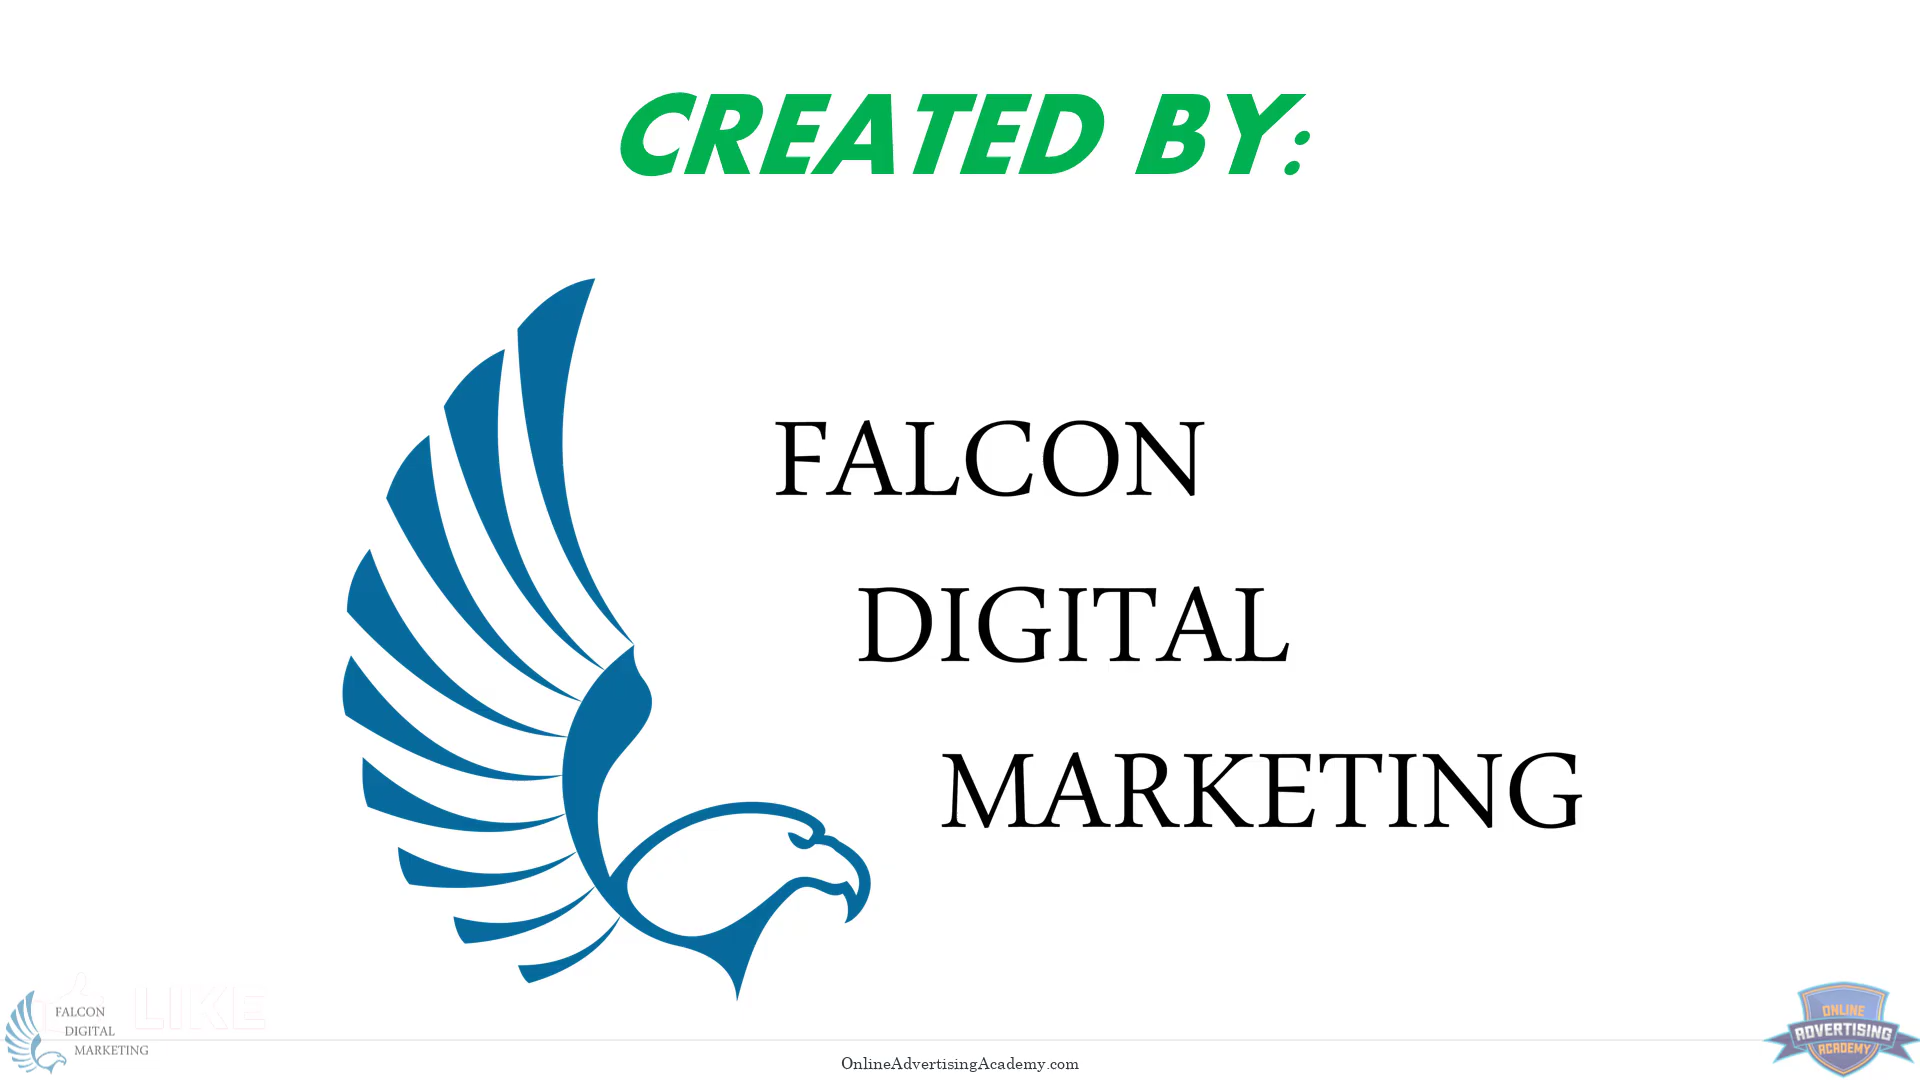 CREATED BY:
FALCON
DIGITAL
MARKETING
LIKE
FALCON
DIGITAL
MARKETING
OnlineAdvertisingAcademy.com
ONLINE
ADVERTISING
ACADEMY